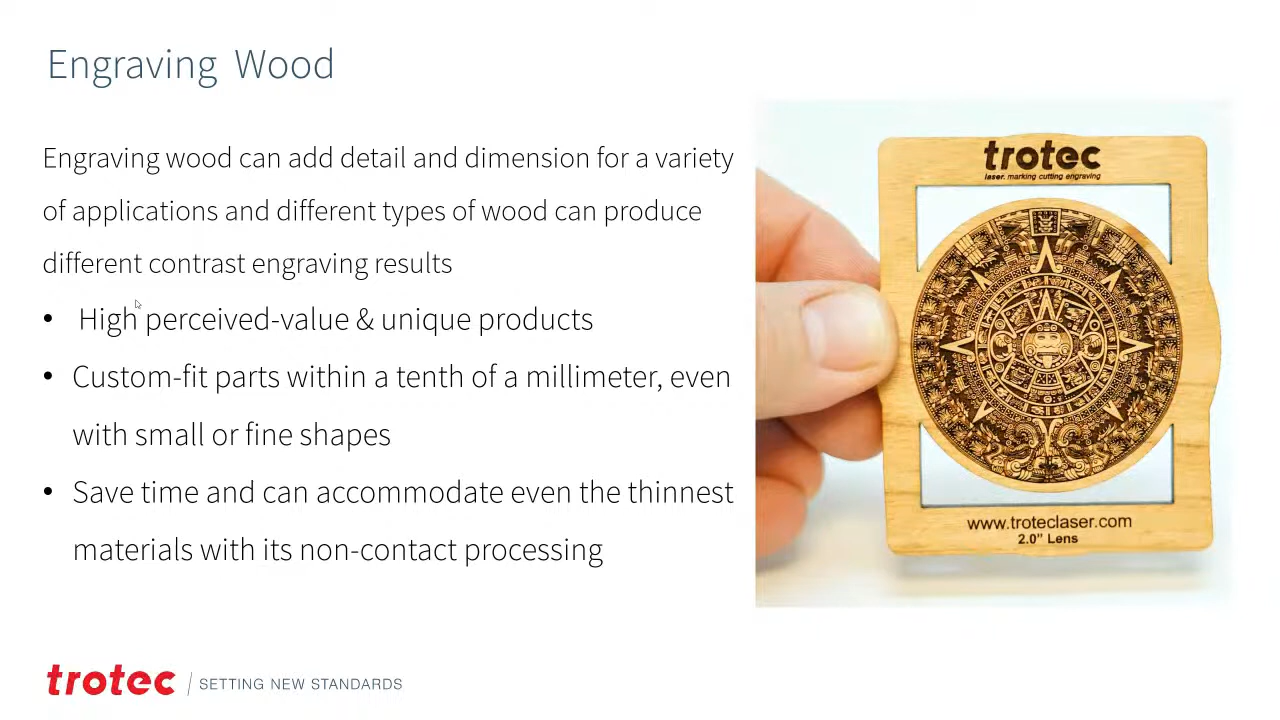 Engraving Wood
Engraving wood can add detail and dimension for a variety
of applications and different types of wood can produce
different contrast engraving results
• High perceived-value & unique products
• Custom-fit parts within a tenth of a millimeter, even
with small or fine shapes
• Save time and can accommodate even the thinnest
materials with its non-contact processing
trotec
laser. marking cutting engraving
www.troteclaser.com
2.0" Lens
trotec / SETTING NEW STANDARDS